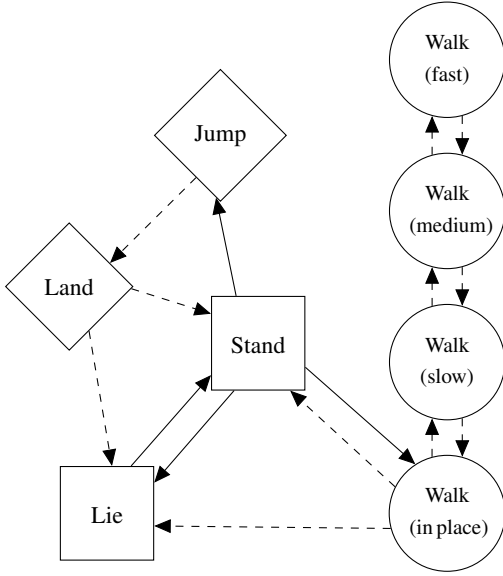 Walk
(fast)
Jump
Walk
(medium)
Land
Stand
Walk
(slow)
Lie
Walk
(in place)